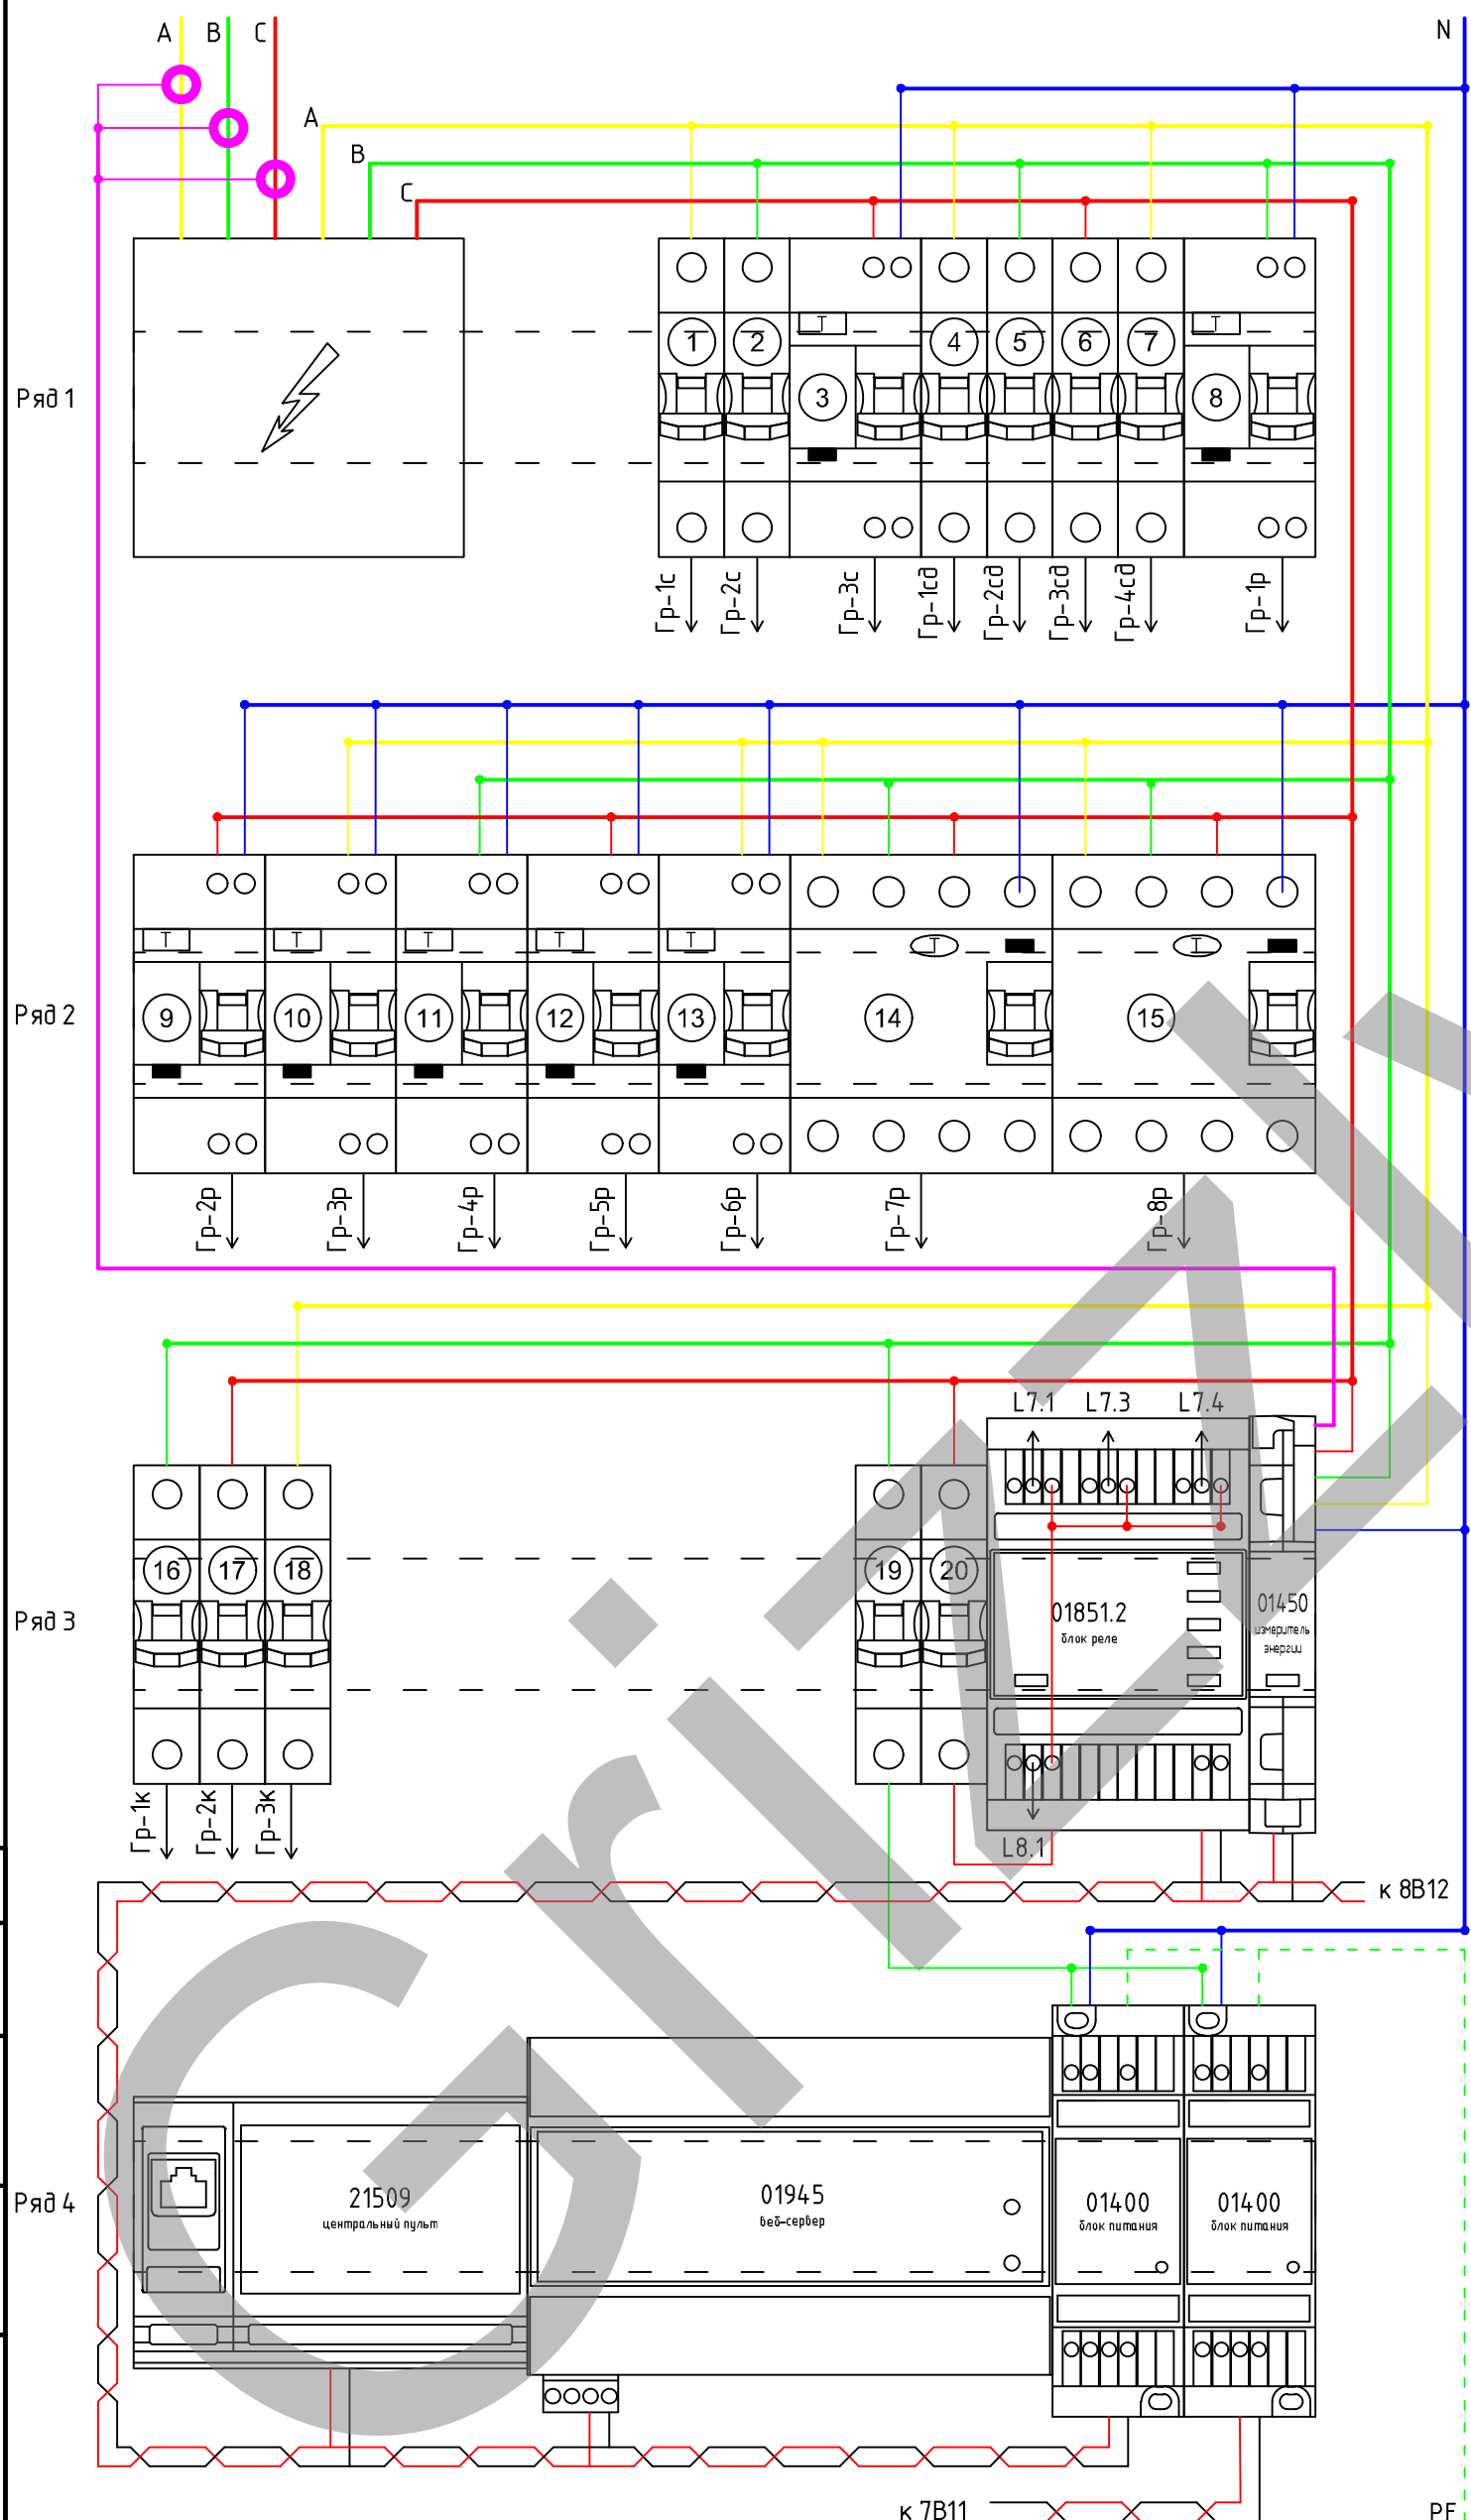 A B C N
A
B
C
T T
1 2 3 4 5 6 7 8
Ряд 1
Гр-1с Гр-2с Гр-3с Гр-1сд Гр-2сд Гр-3сд Гр-4сд Гр-1р
T T T T T T T
Ряд 2
9 10 11 12 13 14 15
Гр-2р Гр-3р Гр-4р Гр-5р Гр-6р Гр-7р Гр-8р
L7.1 L7.3 L7.4
16 17 18 19 20
Ряд 3
01851.2
блок реле
01450
измеритель
энергии
Гр-1к Гр-2к Гр-3к
L8.1
к 8В12
Ряд 4
21509
центральный пульт
01945
веб-сервер
01400
блок питания
01400
блок питания
к 7В11
PE